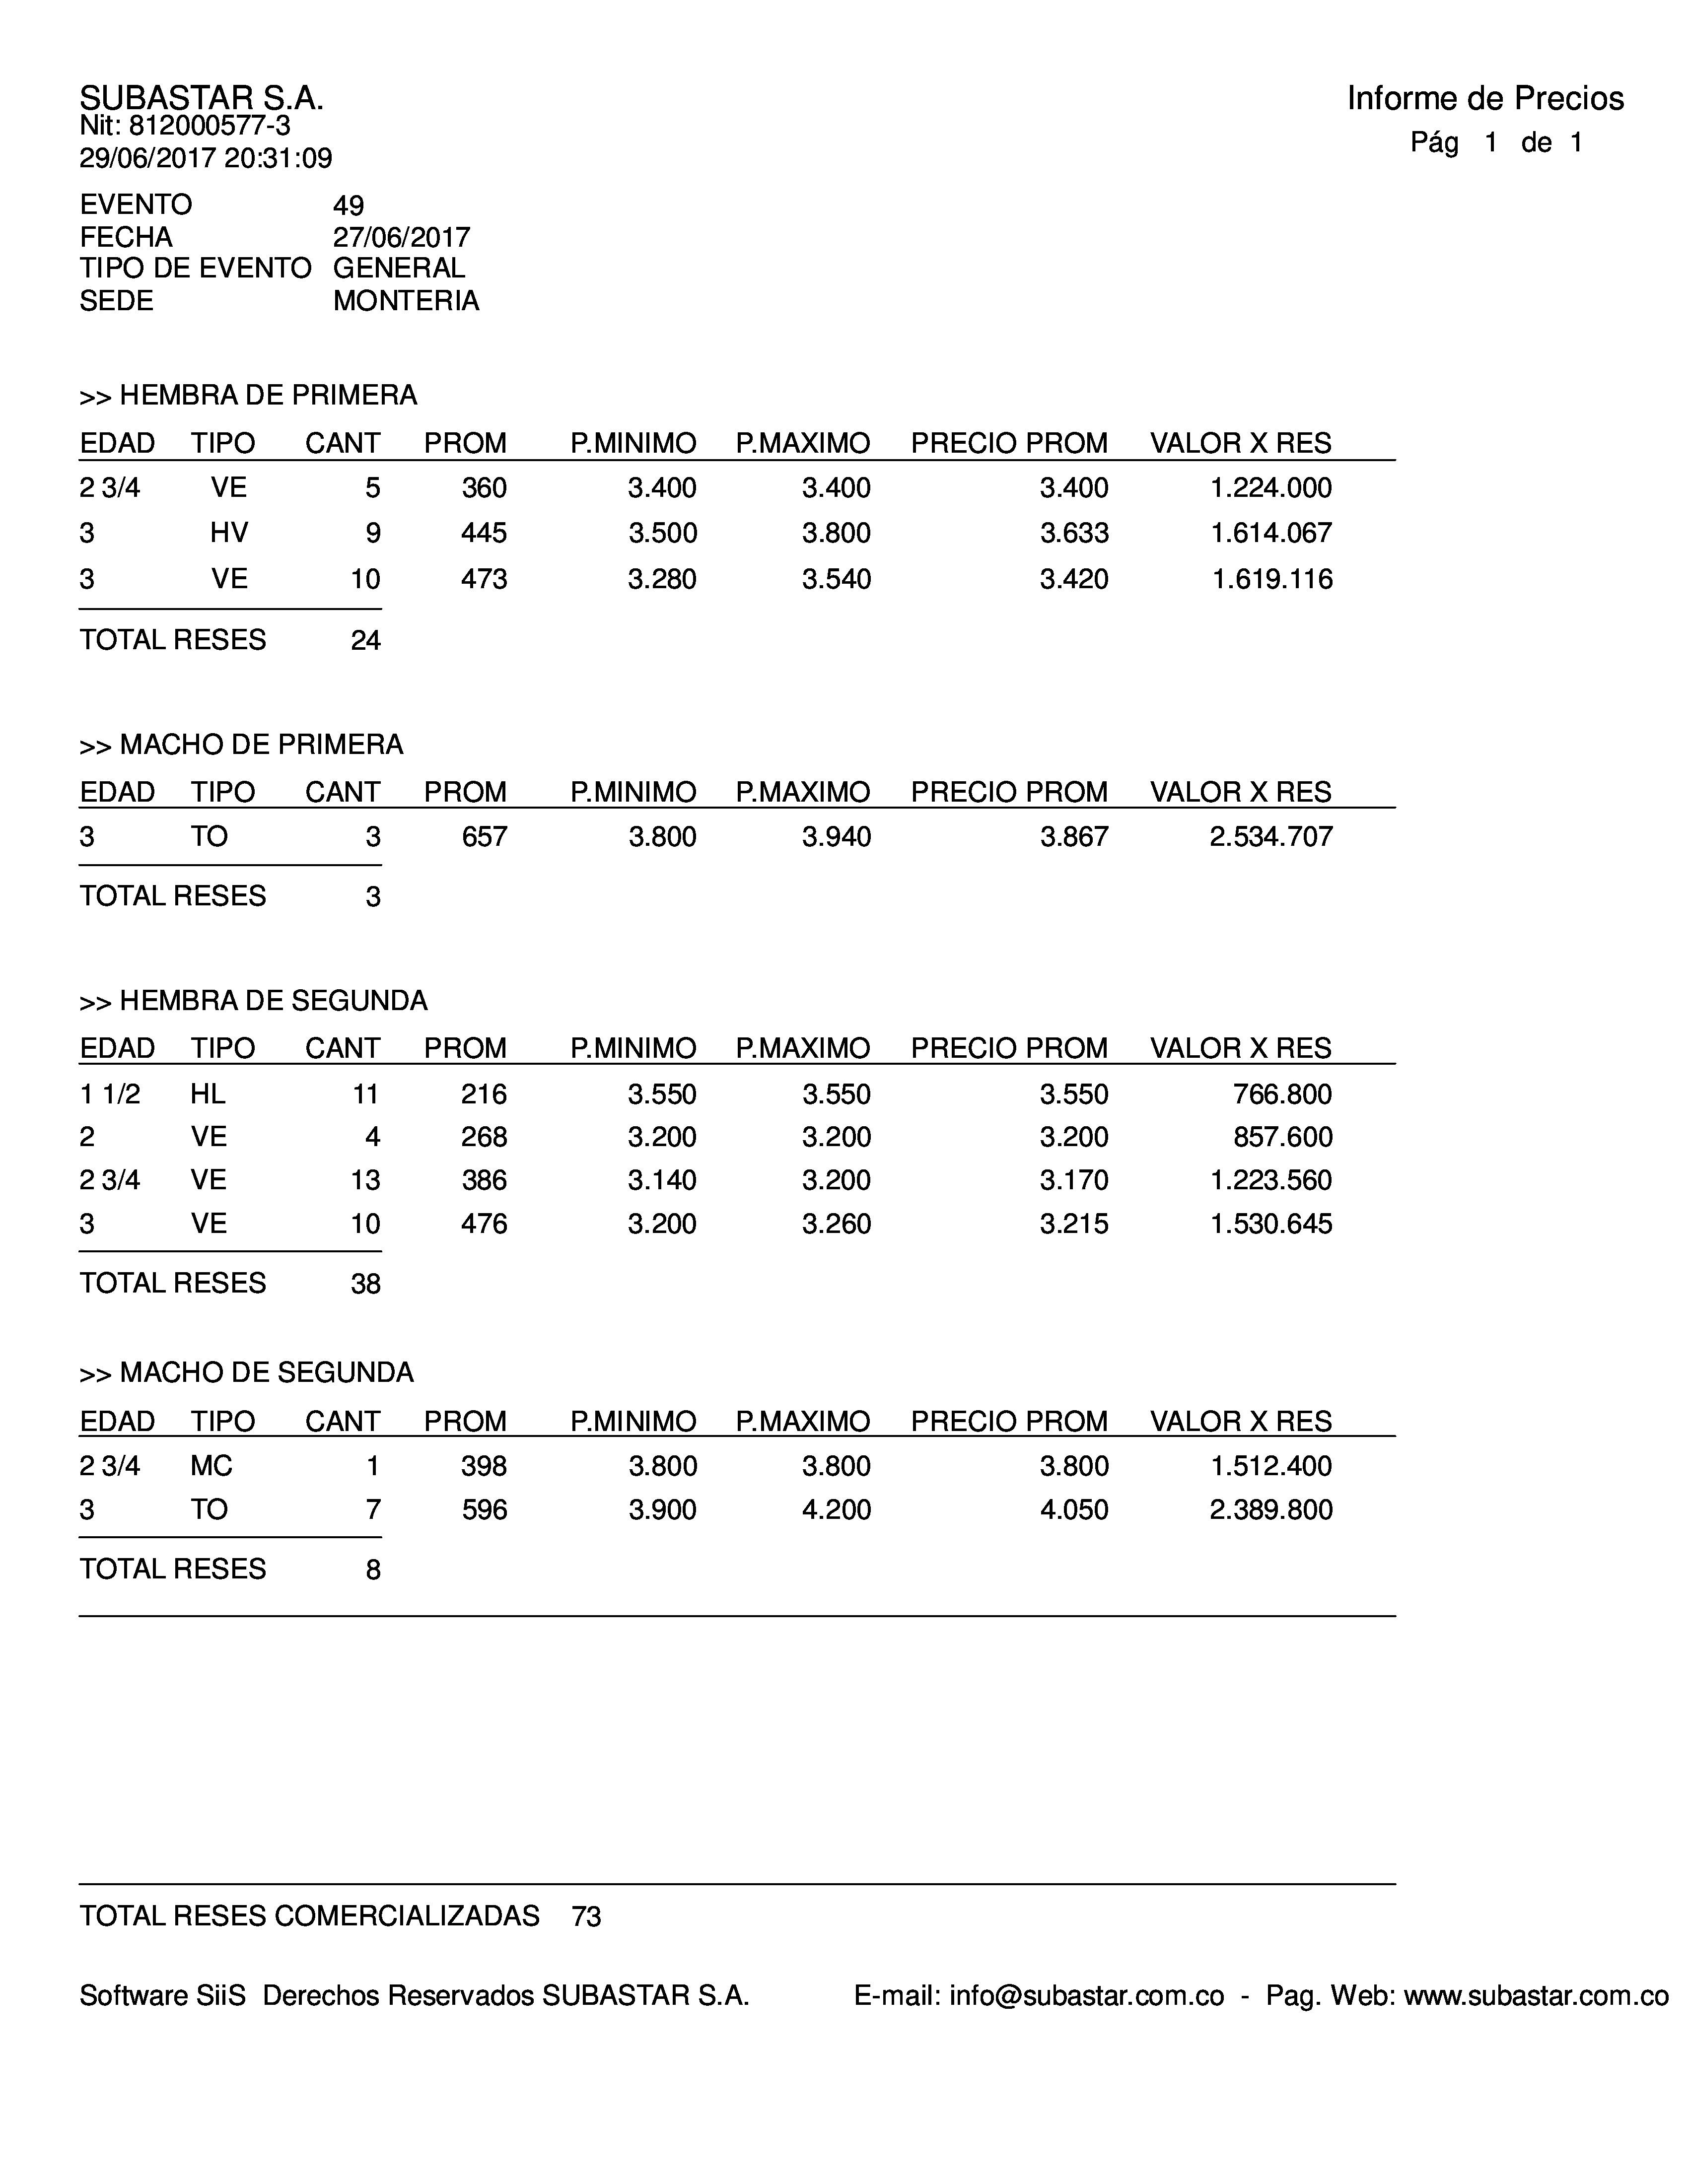 SUBASTAR S.A. Informe de Precios
Nit: 812000577-3
29/06/2017 20:31:09 Pág 1 de 1
EVENTO 49
FECHA 27/06/2017
TIPO DE EVENTO GENERAL
SEDE MONTERIA
>> HEMBRA DE PRIMERA
EDAD TIPO CANT PROM P.MINIMO P.MAXIMO PRECIO PROM VALOR X RES
2 3/4 VE 5 360 3.400 3.400 3.400 1.224.000
3 HV 9 445 3.500 3.800 3.633 1.614.067
3 VE 10 473 3.280 3.540 3.420 1.619.116
TOTAL RESES 24
>> MACHO DE PRIMERA
EDAD TIPO CANT PROM P.MINIMO P.MAXIMO PRECIO PROM VALOR X RES
3 TO 3 657 3.800 3.940 3.867 2.534.707
TOTAL RESES 3
>> HEMBRA DE SEGUNDA
EDAD TIPO CANT PROM P.MINIMO P.MAXIMO PRECIO PROM VALOR X RES
1 1/2 HL 11 216 3.550 3.550 3.550 766.800
2 VE 4 268 3.200 3.200 3.200 857.600
2 3/4 VE 13 386 3.140 3.200 3.170 1.223.560
3 VE 10 476 3.200 3.260 3.215 1.530.645
TOTAL RESES 38
>> MACHO DE SEGUNDA
EDAD TIPO CANT PROM P.MINIMO P.MAXIMO PRECIO PROM VALOR X RES
2 3/4 MC 1 398 3.800 3.800 3.800 1.512.400
3 TO 7 596 3.900 4.200 4.050 2.389.800
TOTAL RESES 8
TOTAL RESES COMERCIALIZADAS 73
Software SiiS Derechos Reservados SUBASTAR S.A. E-mail: info@subastar.com.co - Pag. Web: www.subastar.com.co